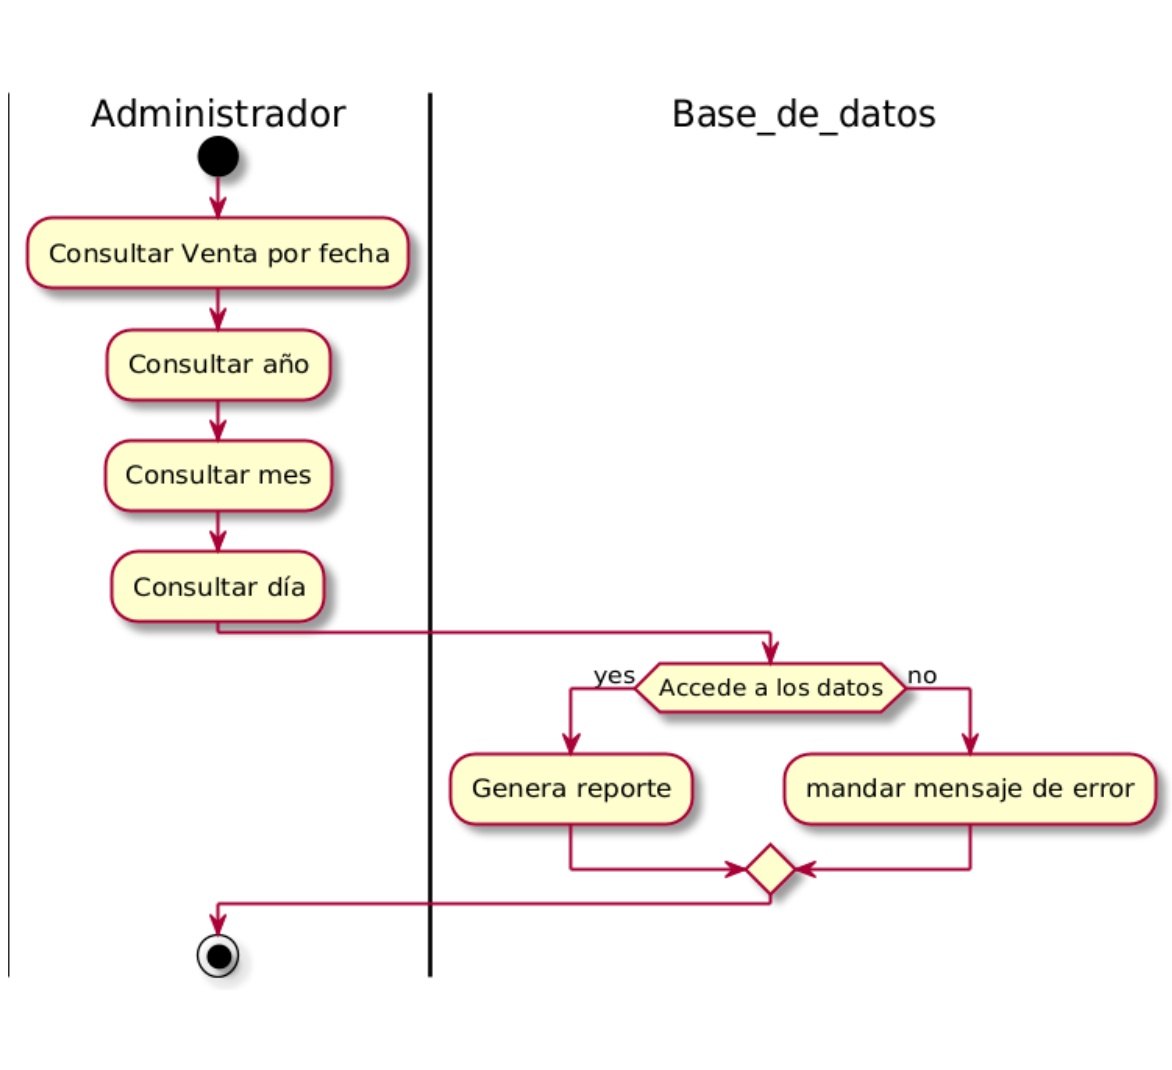 Administrador
Base_de_datos
Consultar Venta por fecha
Consultar año
Consultar mes
Consultar día
yes
Accede a los datos
no
Genera reporte
mandar mensaje de error